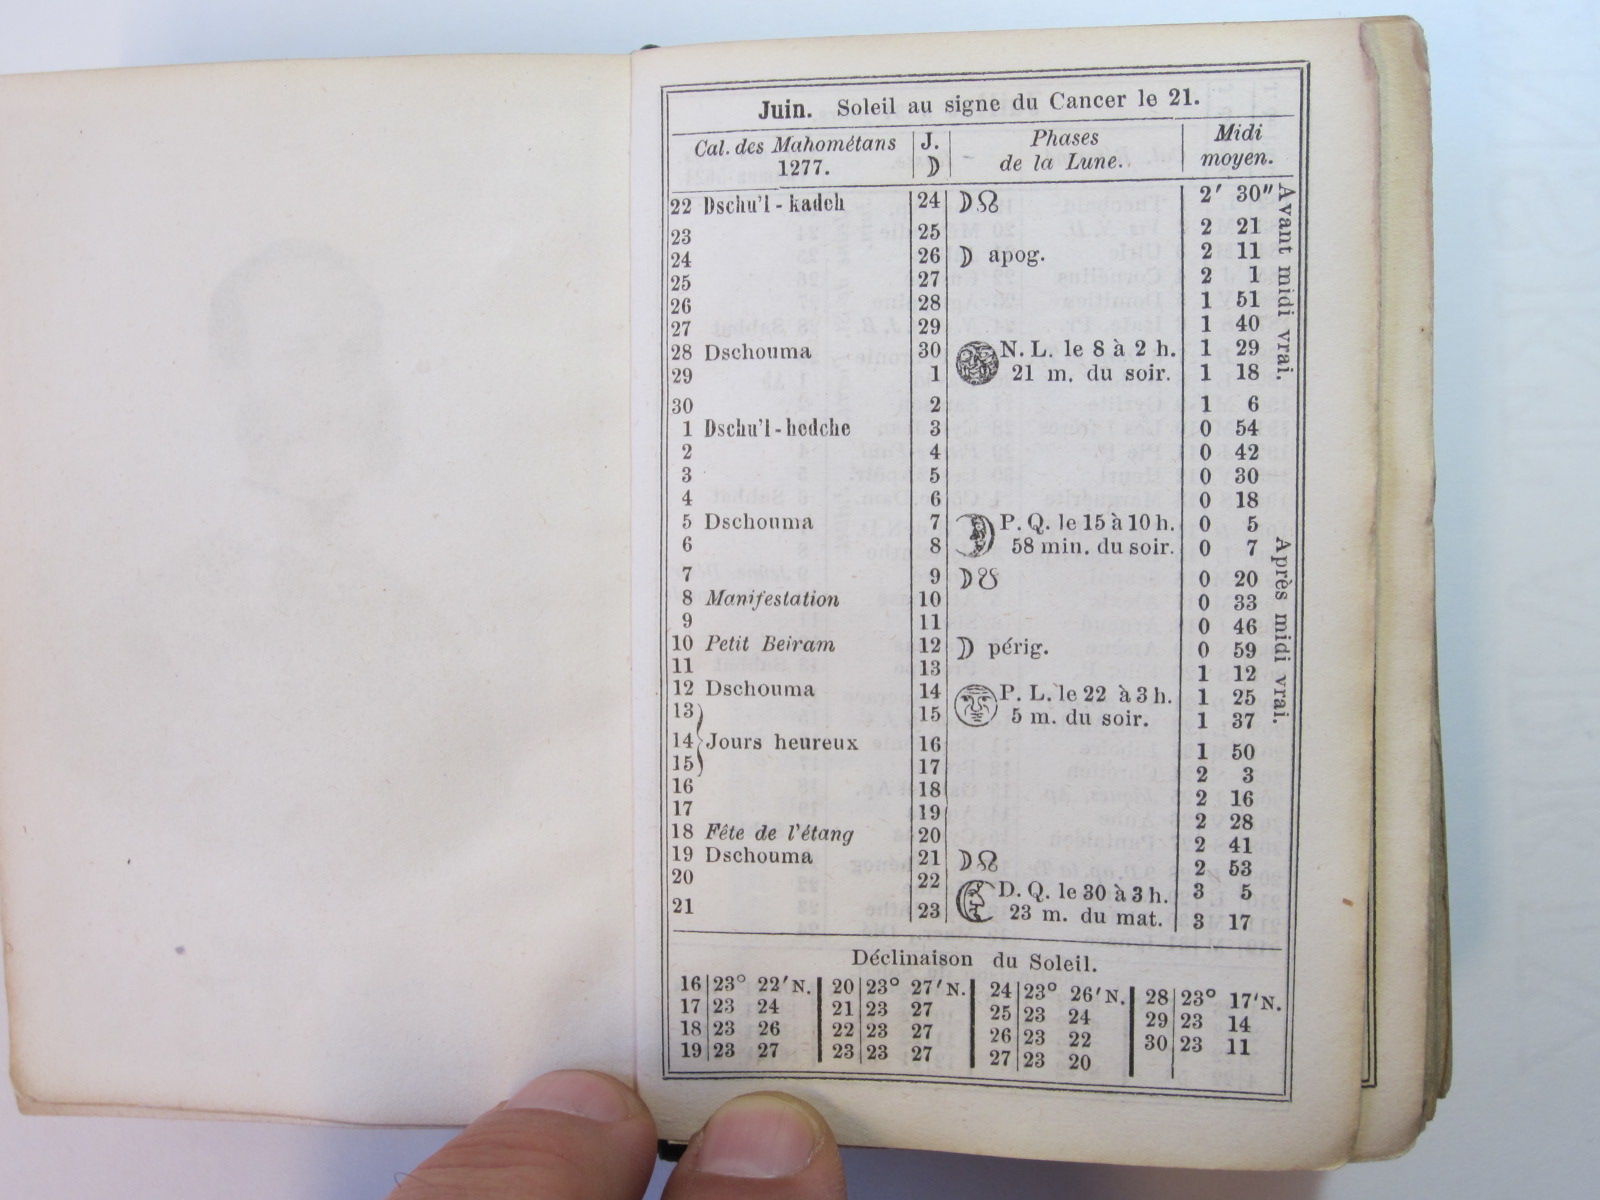 Juin. Soleil au signe du Cancer le 21.
Cal. des Mahométans 1277. J. ☽ Phases de la Lune. Midi moyen.
22 Dschu'l-kadeh 24 ☽☊ 2′ 30″
23 25 2 21
24 26 ☽ apog. 2 11
25 27 2 1
26 28 1 51
27 29 1 40
28 Dschouma 30 N. L. le 8 à 2 h. 1 29
29 1 21 m. du soir. 1 18
30 2 1 6
1 Dschu'l-hedche 3 0 54
2 4 0 42
3 5 0 30
4 6 0 18
5 Dschouma 7 P. Q. le 15 à 10 h. 0 5
6 8 58 min. du soir. 0 7
7 9 ☽☋ 0 20
8 Manifestation 10 0 33
9 11 0 46
10 Petit Beiram 12 ☽ périg. 0 59
11 13 1 12
12 Dschouma 14 P. L. le 22 à 3 h. 1 25
13 15 5 m. du soir. 1 37
14 Jours heureux 16 1 50
15 17 2 3
16 18 2 16
17 19 2 28
18 Fête de l'étang 20 2 41
19 Dschouma 21 ☽☊ 2 53
20 22 D. Q. le 30 à 3 h. 3 5
21 23 23 m. du mat. 3 17
Avant midi vrai.
Après midi vrai.
Déclinaison du Soleil.
16 23° 22′ N. 20 23° 27′ N. 24 23° 26′ N. 28 23° 17′ N.
17 23 24 21 23 27 25 23 24 29 23 14
18 23 26 22 23 27 26 23 22 30 23 11
19 23 27 23 23 27 27 23 20